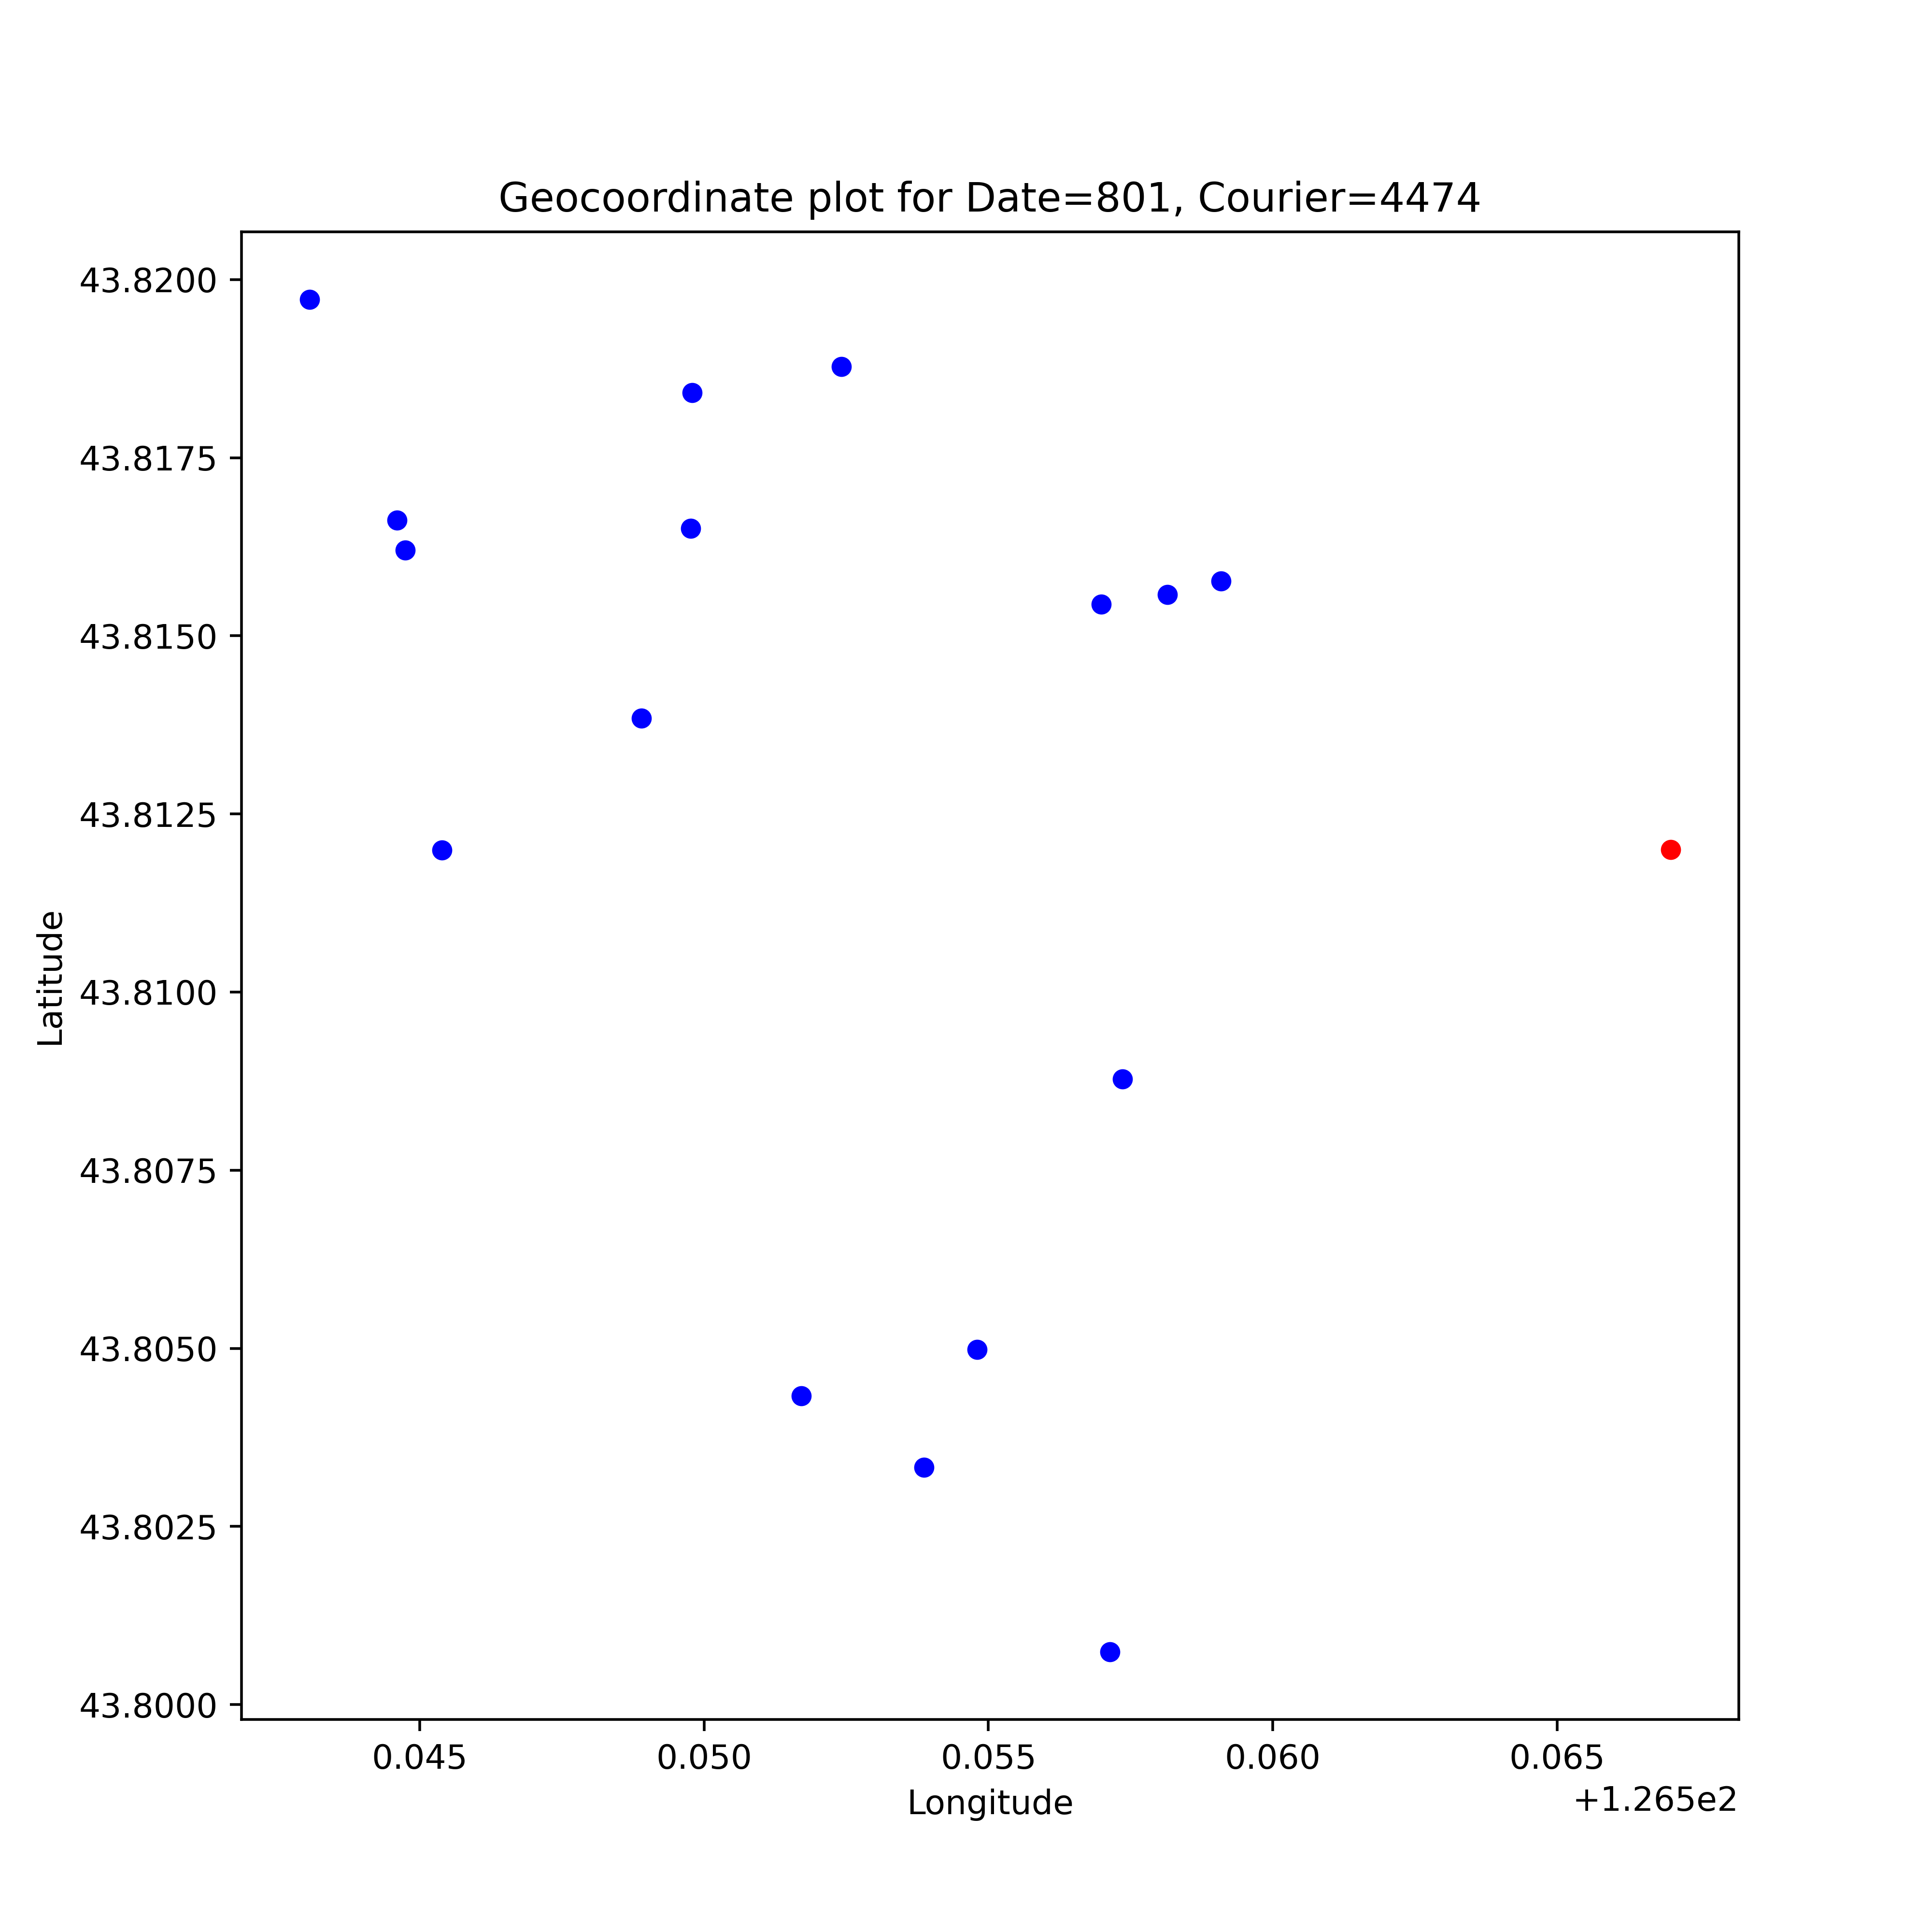 Geocoordinate plot for Date=801, Courier=4474
43.8200
43.8175
43.8150
43.8125
43.8100
43.8075
43.8050
43.8025
43.8000
Latitude
0.045 0.050 0.055 0.060 0.065
Longitude
+1.265e2